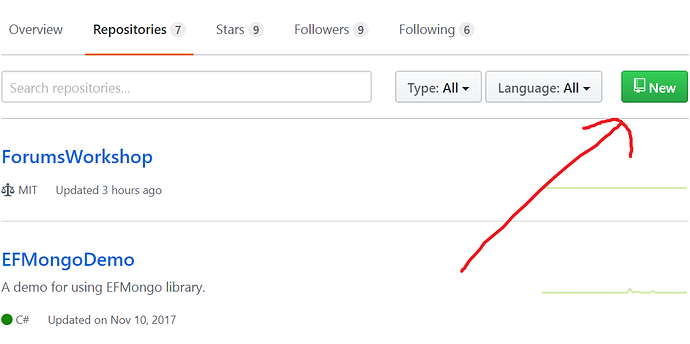 Overview Repositories 7 Stars 9 Followers 9 Following 6
Search repositories... Type: All Language: All New
ForumsWorkshop
MIT Updated 3 hours ago
EFMongoDemo
A demo for using EFMongo library.
C# Updated on Nov 10, 2017